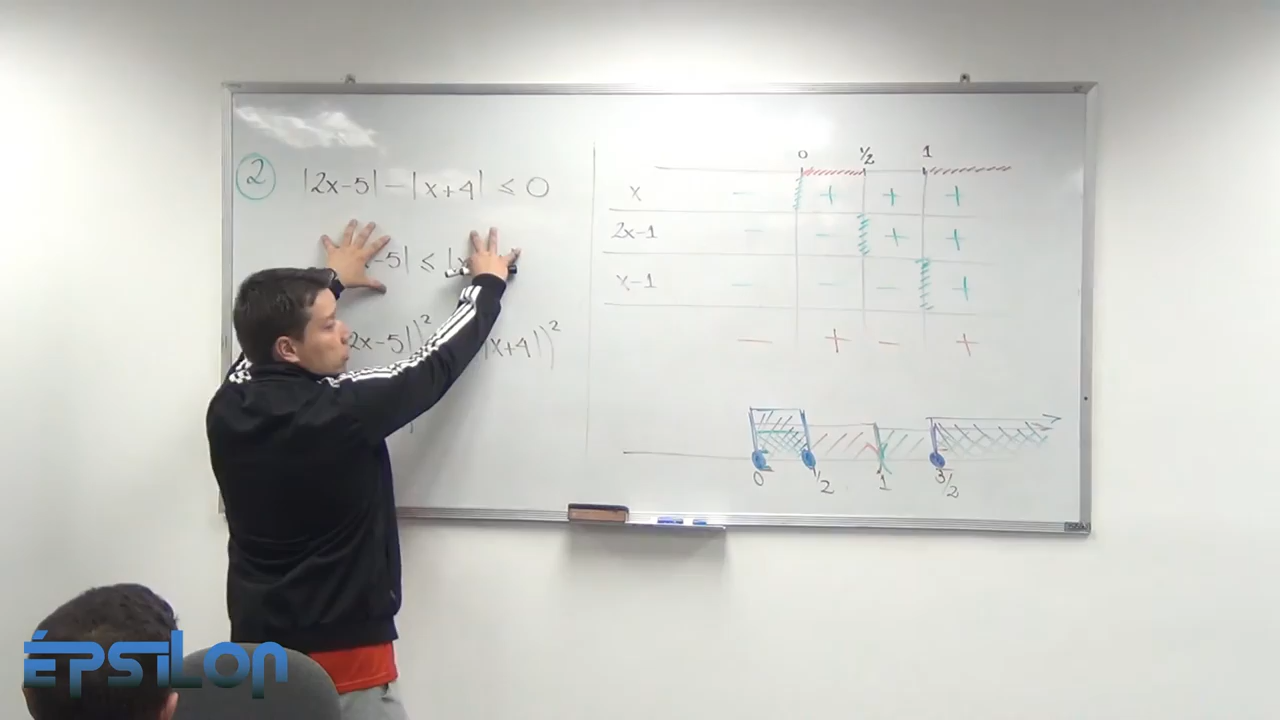 2
|2x-5| - |x+4| ≤ 0
-5| ≤ |x
2x-5|)² |x+4|)²
0 1/2 1
x - + + +
2x-1 - - + +
x-1 - - - +
- + - +
0 1/2 1 3/2
ÉPSILON